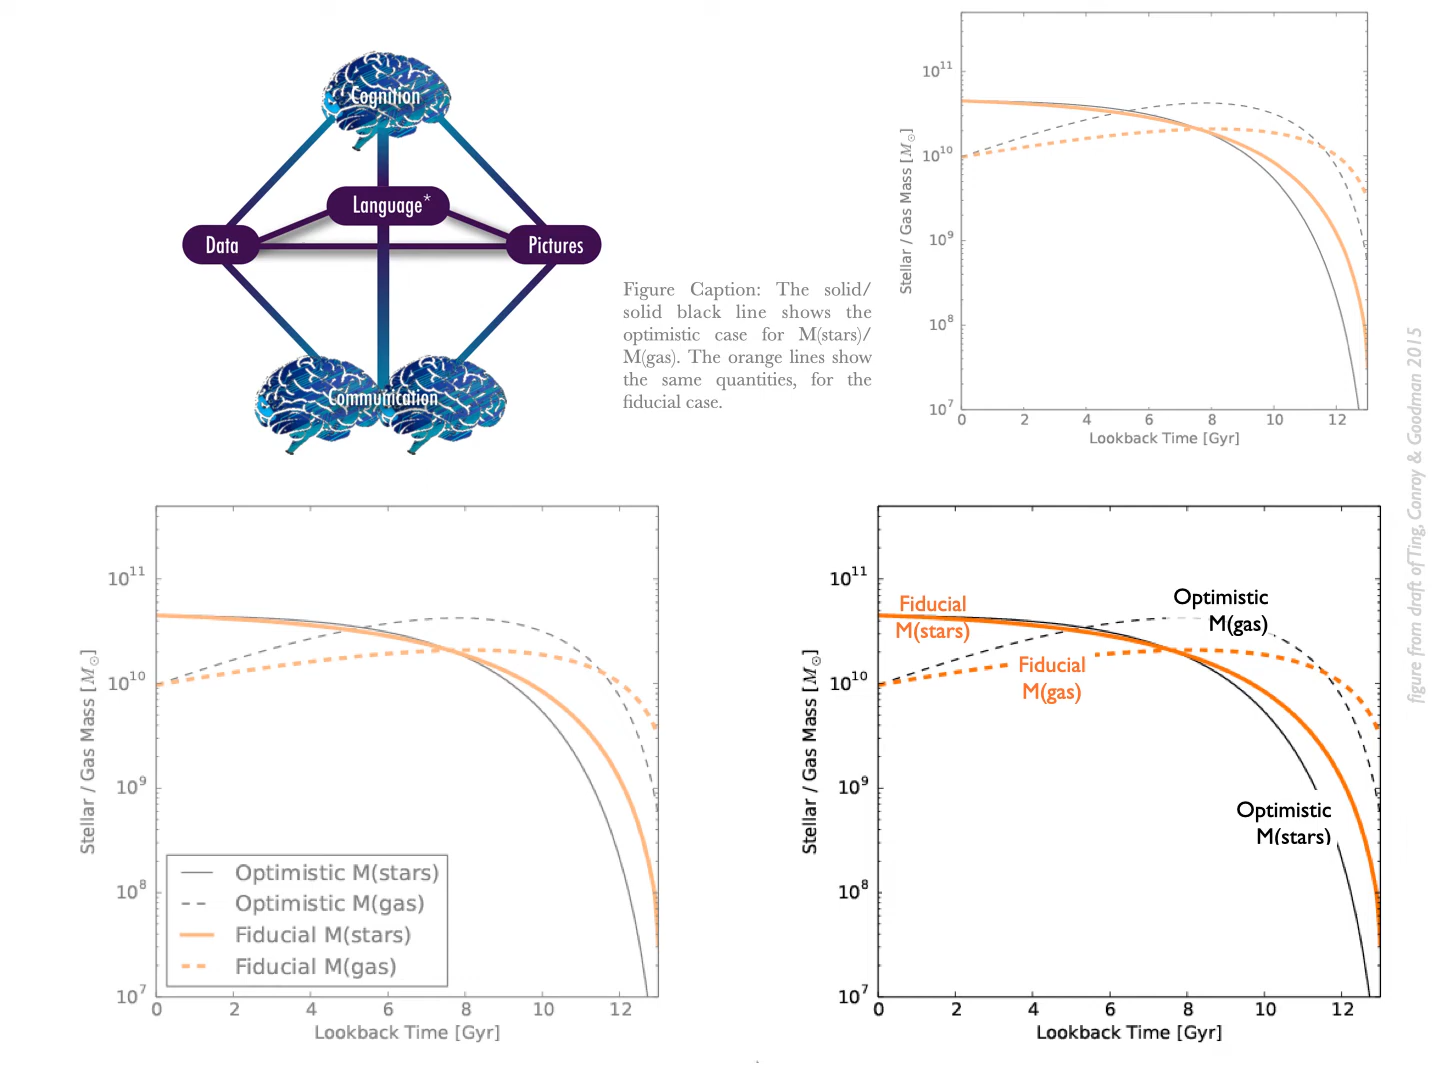 Cognition
Language*
Data
Pictures
Communication
Figure Caption: The solid/
solid black line shows the
optimistic case for M(stars)/
M(gas). The orange lines show
the same quantities, for the
fiducial case.
Stellar / Gas Mass [M☉]
10¹¹
10¹⁰
10⁹
10⁸
10⁷
0 2 4 6 8 10 12
Lookback Time [Gyr]
figure from draft of Ting, Conroy & Goodman 2015
Stellar / Gas Mass [M☉]
10¹¹
10¹⁰
10⁹
10⁸
10⁷
Optimistic M(stars)
Optimistic M(gas)
Fiducial M(stars)
Fiducial M(gas)
0 2 4 6 8 10 12
Lookback Time [Gyr]
Stellar / Gas Mass [M☉]
10¹¹
10¹⁰
10⁹
10⁸
10⁷
Fiducial
M(stars)
Optimistic
M(gas)
Fiducial
M(gas)
Optimistic
M(stars)
0 2 4 6 8 10 12
Lookback Time [Gyr]